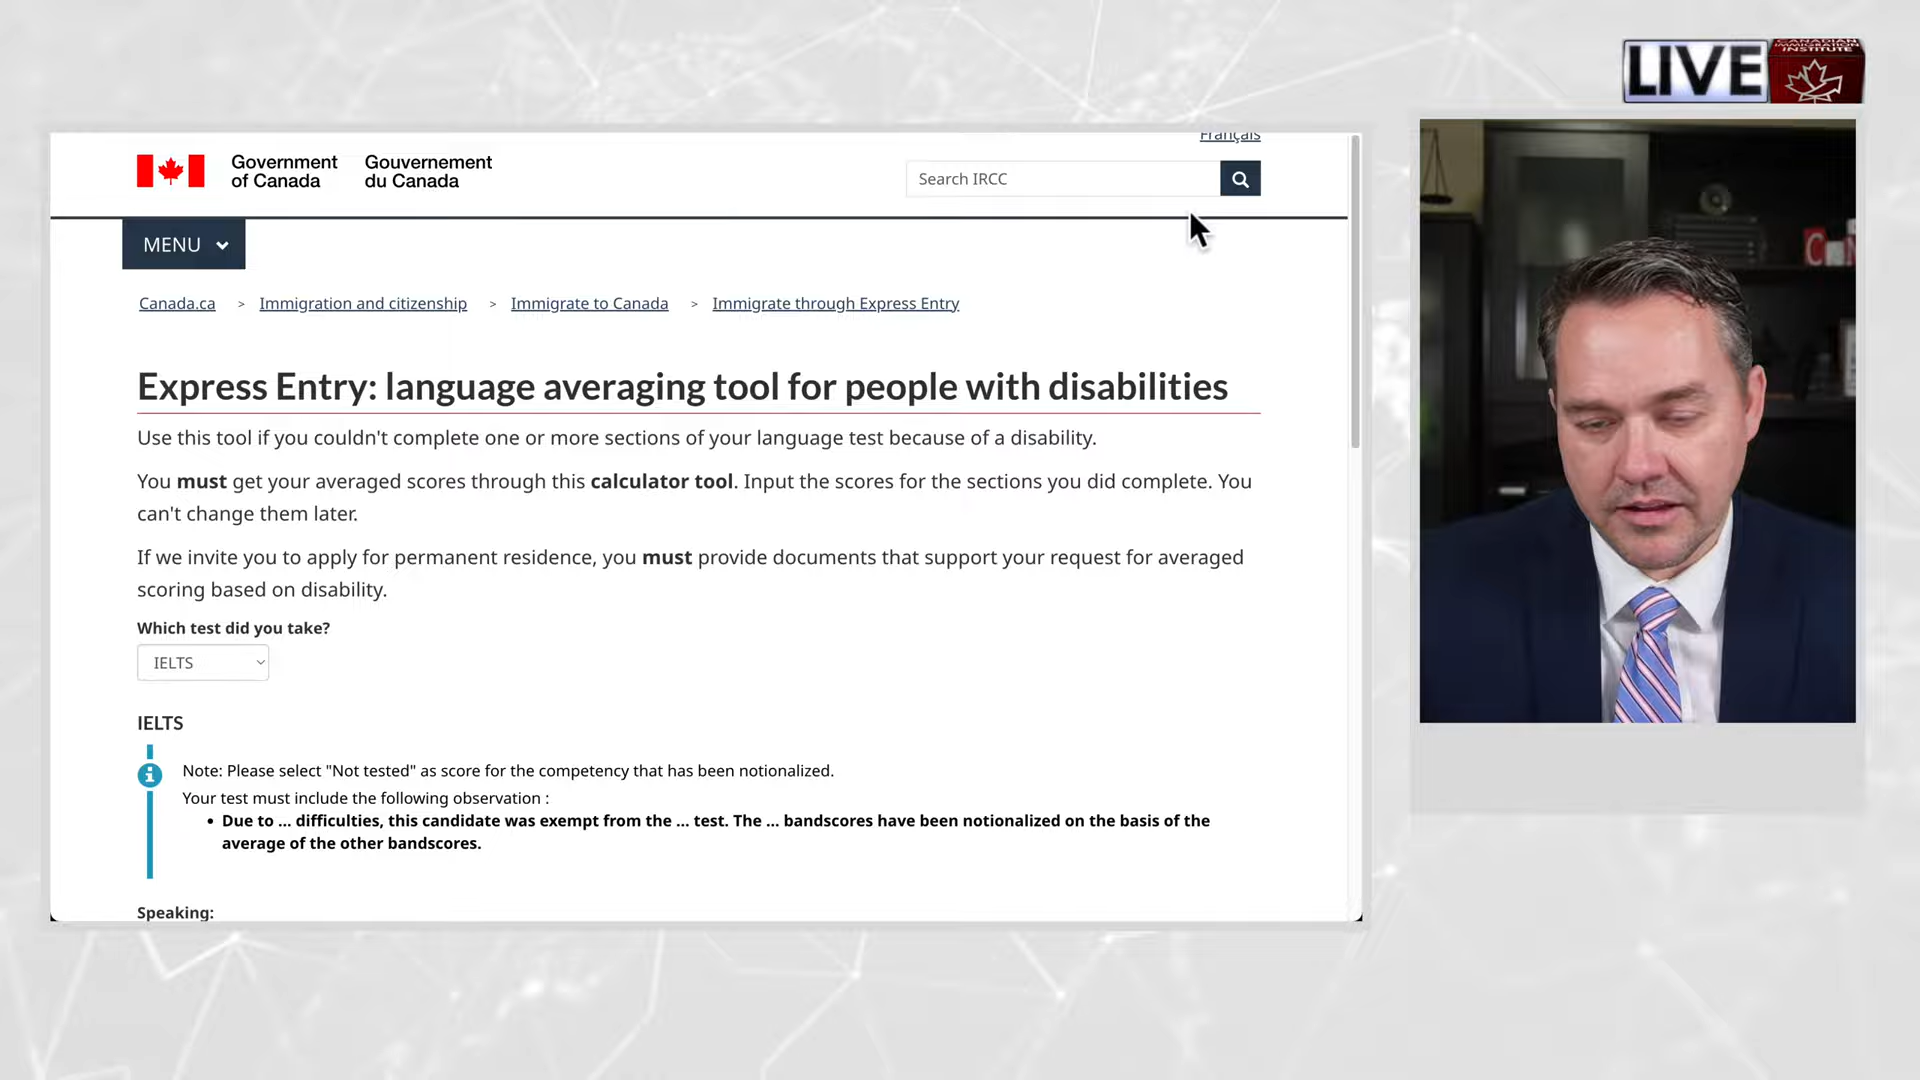 LIVE
CANADIAN
IMMIGRATION
INSTITUTE
Français
Government
of Canada
Gouvernement
du Canada
Search IRCC
MENU
Canada.ca > Immigration and citizenship > Immigrate to Canada > Immigrate through Express Entry
Express Entry: language averaging tool for people with disabilities
Use this tool if you couldn't complete one or more sections of your language test because of a disability.
You must get your averaged scores through this calculator tool. Input the scores for the sections you did complete. You
can't change them later.
If we invite you to apply for permanent residence, you must provide documents that support your request for averaged
scoring based on disability.
Which test did you take?
IELTS
IELTS
Note: Please select "Not tested" as score for the competency that has been notionalized.
Your test must include the following observation :
• Due to ... difficulties, this candidate was exempt from the ... test. The ... bandscores have been notionalized on the basis of the
average of the other bandscores.
Speaking: